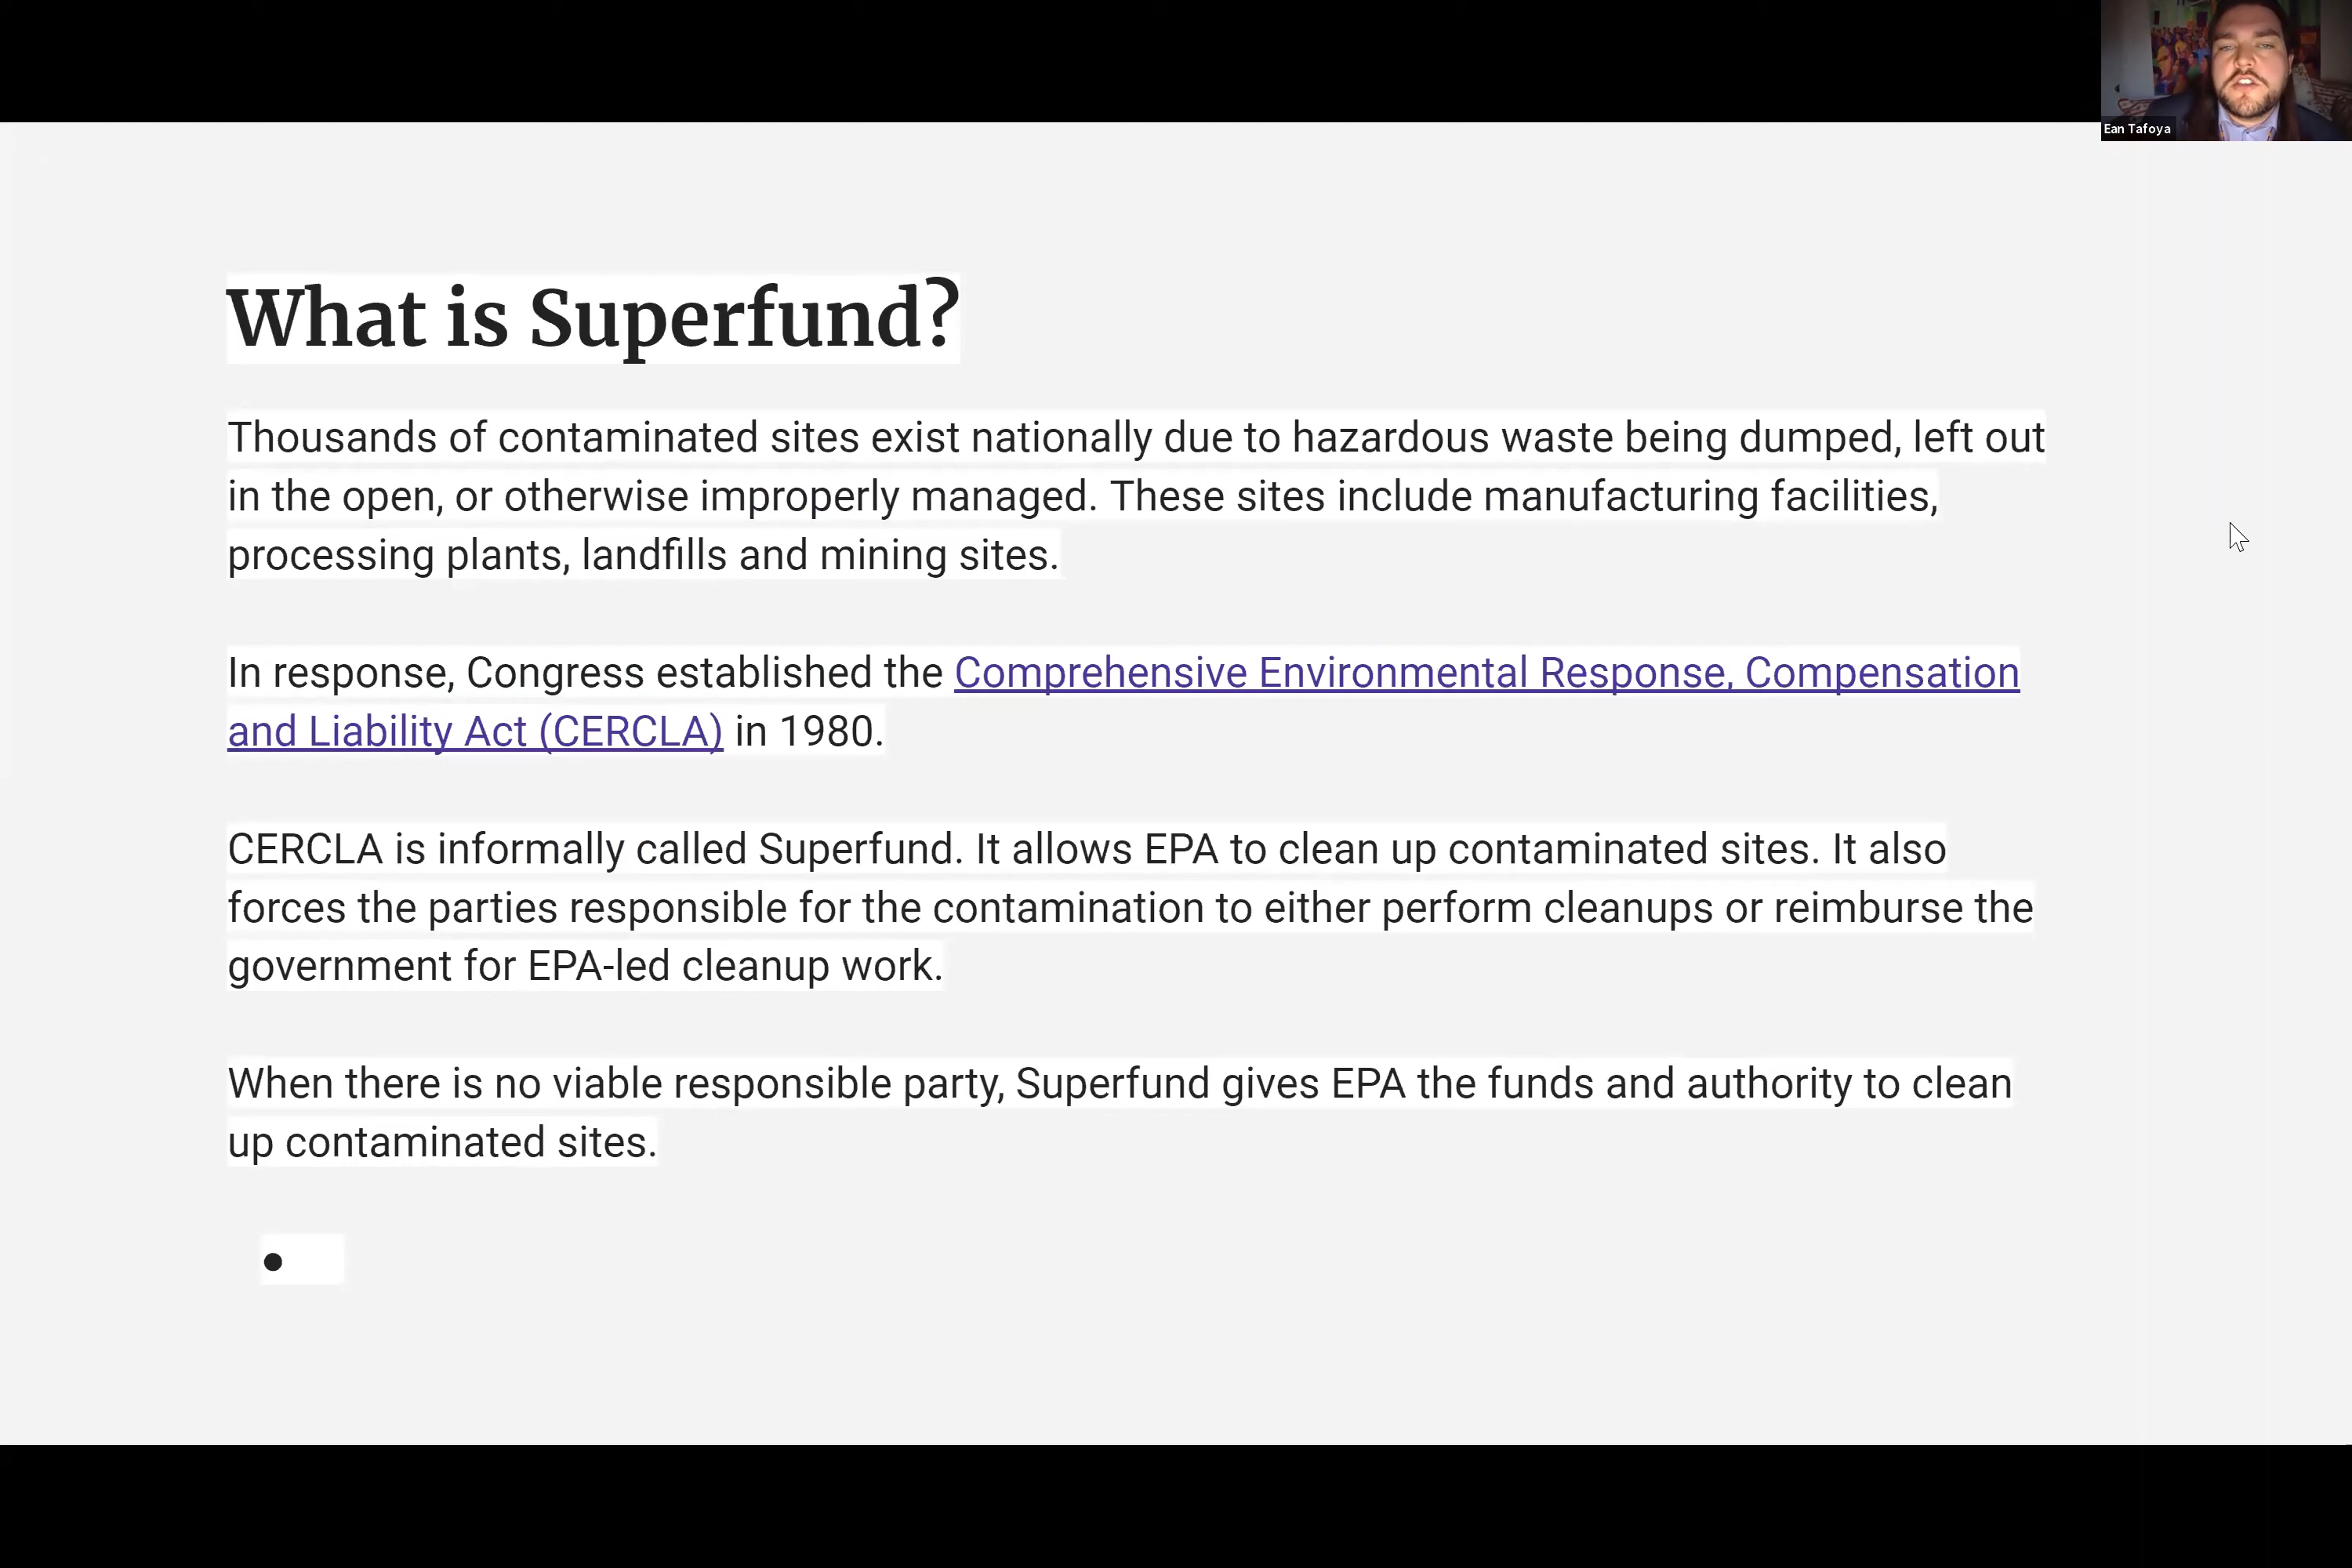 Ean Tafoya
What is Superfund?
Thousands of contaminated sites exist nationally due to hazardous waste being dumped, left out
in the open, or otherwise improperly managed. These sites include manufacturing facilities,
processing plants, landfills and mining sites.
In response, Congress established the Comprehensive Environmental Response, Compensation
and Liability Act (CERCLA) in 1980.
CERCLA is informally called Superfund. It allows EPA to clean up contaminated sites. It also
forces the parties responsible for the contamination to either perform cleanups or reimburse the
government for EPA-led cleanup work.
When there is no viable responsible party, Superfund gives EPA the funds and authority to clean
up contaminated sites.
●